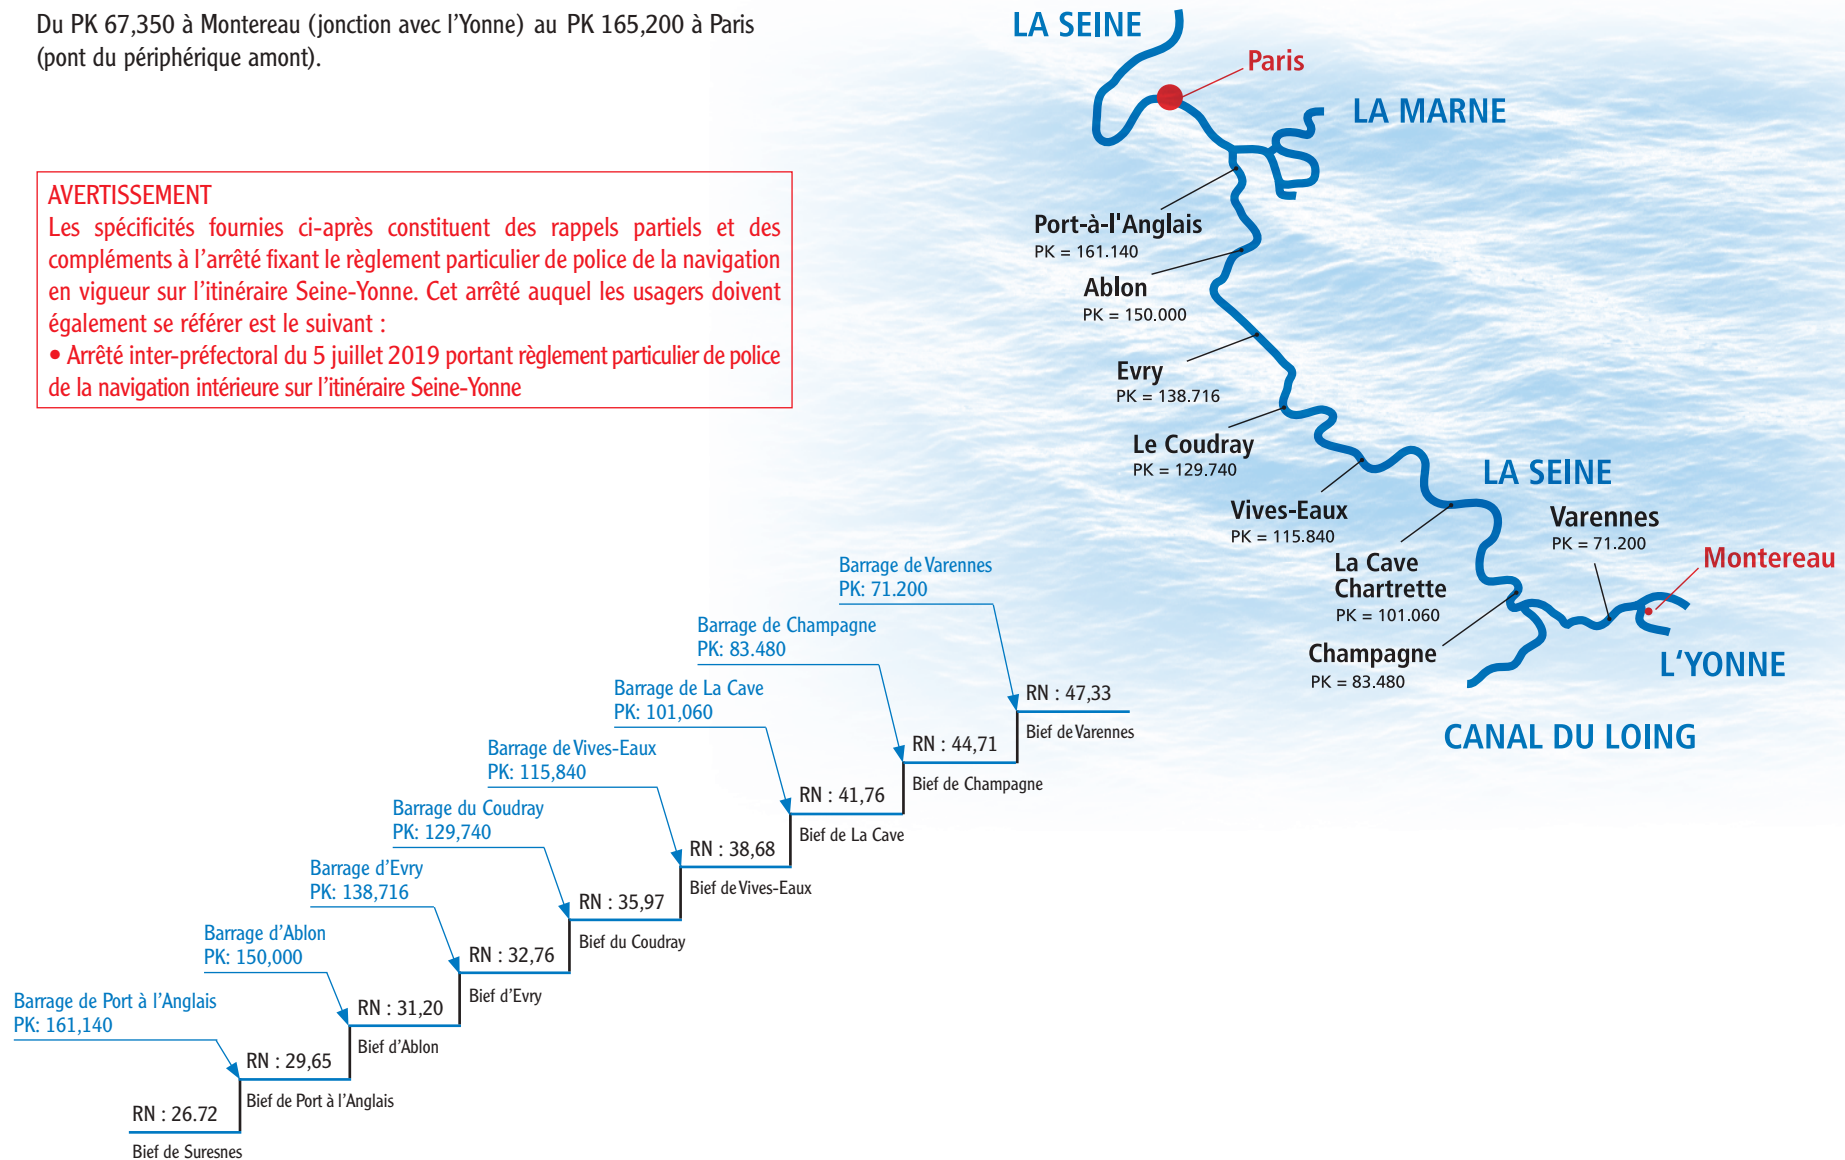 Du PK 67,350 à Montereau (jonction avec l'Yonne) au PK 165,200 à Paris
(pont du périphérique amont).
AVERTISSEMENT
Les spécificités fournies ci-après constituent des rappels partiels et des
compléments à l'arrêté fixant le règlement particulier de police de la navigation
en vigueur sur l'itinéraire Seine-Yonne. Cet arrêté auquel les usagers doivent
également se référer est le suivant :
• Arrêté inter-préfectoral du 5 juillet 2019 portant règlement particulier de police
de la navigation intérieure sur l'itinéraire Seine-Yonne
LA SEINE
Paris
LA MARNE
Port-à-l'Anglais
PK = 161.140
Ablon
PK = 150.000
Evry
PK = 138.716
Le Coudray
PK = 129.740
LA SEINE
Vives-Eaux
PK = 115.840
Varennes
PK = 71.200
La Cave
Chartrette
PK = 101.060
Montereau
Champagne
PK = 83.480
L'YONNE
CANAL DU LOING
Barrage de Varennes
PK: 71.200
Barrage de Champagne
PK: 83.480
Barrage de La Cave
PK: 101,060
Barrage de Vives-Eaux
PK: 115,840
Barrage du Coudray
PK: 129,740
Barrage d'Evry
PK: 138,716
Barrage d'Ablon
PK: 150,000
Barrage de Port à l'Anglais
PK: 161,140
RN : 47,33
Bief de Varennes
RN : 44,71
Bief de Champagne
RN : 41,76
Bief de La Cave
RN : 38,68
Bief de Vives-Eaux
RN : 35,97
Bief du Coudray
RN : 32,76
Bief d'Evry
RN : 31,20
Bief d'Ablon
RN : 29,65
Bief de Port à l'Anglais
RN : 26.72
Bief de Suresnes